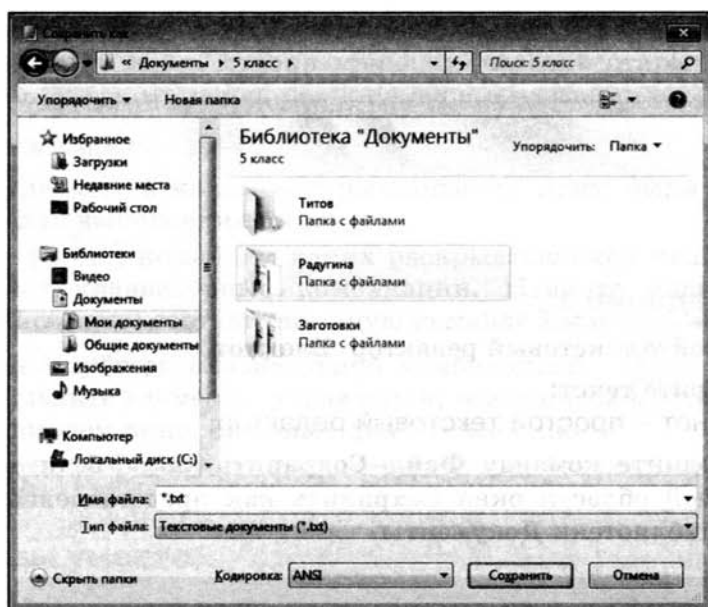 Сохранить как
« Документы ▸ 5 класс ▸
Поиск: 5 класс
Упорядочить ▾ Новая папка
Избранное
Загрузки
Недавние места
Рабочий стол
Библиотеки
Видео
Документы
Мои документы
Общие документы
Изображения
Музыка
Компьютер
Локальный диск (C:)
Библиотека "Документы"
5 класс
Упорядочить: Папка ▾
Титов
Папка с файлами
Радугина
Папка с файлами
Заготовки
Папка с файлами
Имя файла: *.txt
Тип файла: Текстовые документы (*.txt)
Скрыть папки
Кодировка: ANSI
Сохранить
Отмена